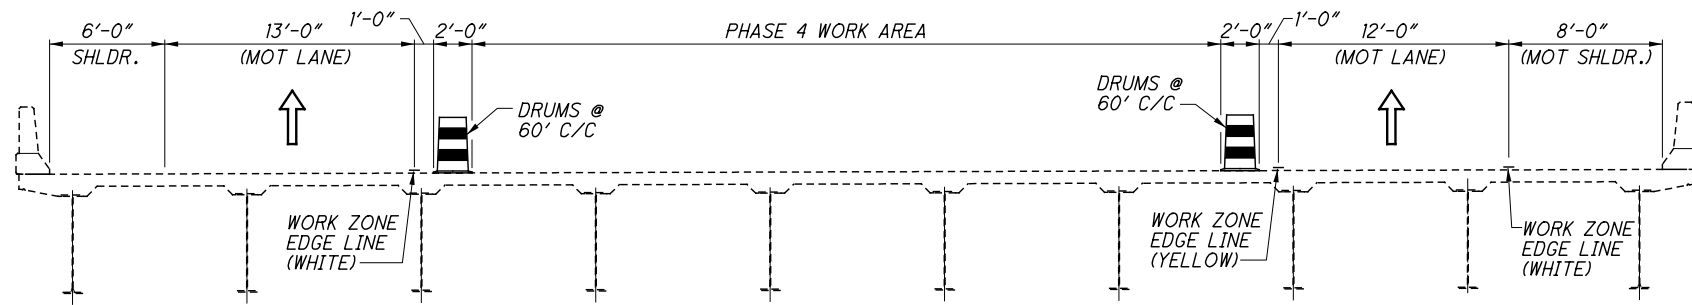 6'-0"
SHLDR.
13'-0"
(MOT LANE)
1'-0"
2'-0"
PHASE 4 WORK AREA
2'-0"
1'-0"
12'-0"
(MOT LANE)
8'-0"
(MOT SHLDR.)
DRUMS @
60' C/C
DRUMS @
60' C/C
WORK ZONE
EDGE LINE
(WHITE)
WORK ZONE
EDGE LINE
(YELLOW)
WORK ZONE
EDGE LINE
(WHITE)